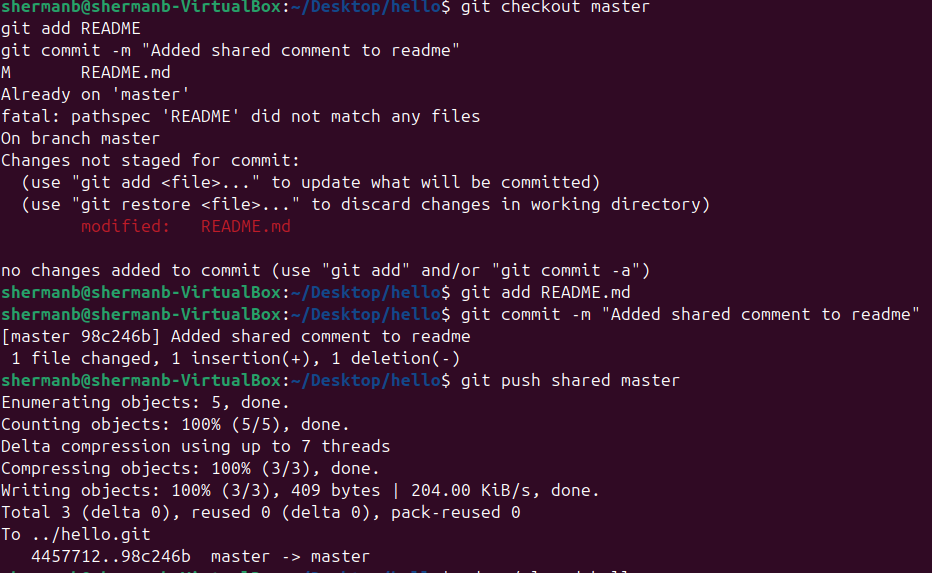 shermanb@shermanb-VirtualBox:~/Desktop/hello$ git checkout master
git add README
git commit -m "Added shared comment to readme"
M       README.md
Already on 'master'
fatal: pathspec 'README' did not match any files
On branch master
Changes not staged for commit:
  (use "git add <file>..." to update what will be committed)
  (use "git restore <file>..." to discard changes in working directory)
        modified:   README.md

no changes added to commit (use "git add" and/or "git commit -a")
shermanb@shermanb-VirtualBox:~/Desktop/hello$ git add README.md
shermanb@shermanb-VirtualBox:~/Desktop/hello$ git commit -m "Added shared comment to readme"
[master 98c246b] Added shared comment to readme
 1 file changed, 1 insertion(+), 1 deletion(-)
shermanb@shermanb-VirtualBox:~/Desktop/hello$ git push shared master
Enumerating objects: 5, done.
Counting objects: 100% (5/5), done.
Delta compression using up to 7 threads
Compressing objects: 100% (3/3), done.
Writing objects: 100% (3/3), 409 bytes | 204.00 KiB/s, done.
Total 3 (delta 0), reused 0 (delta 0), pack-reused 0
To ../hello.git
   4457712..98c246b  master -> master